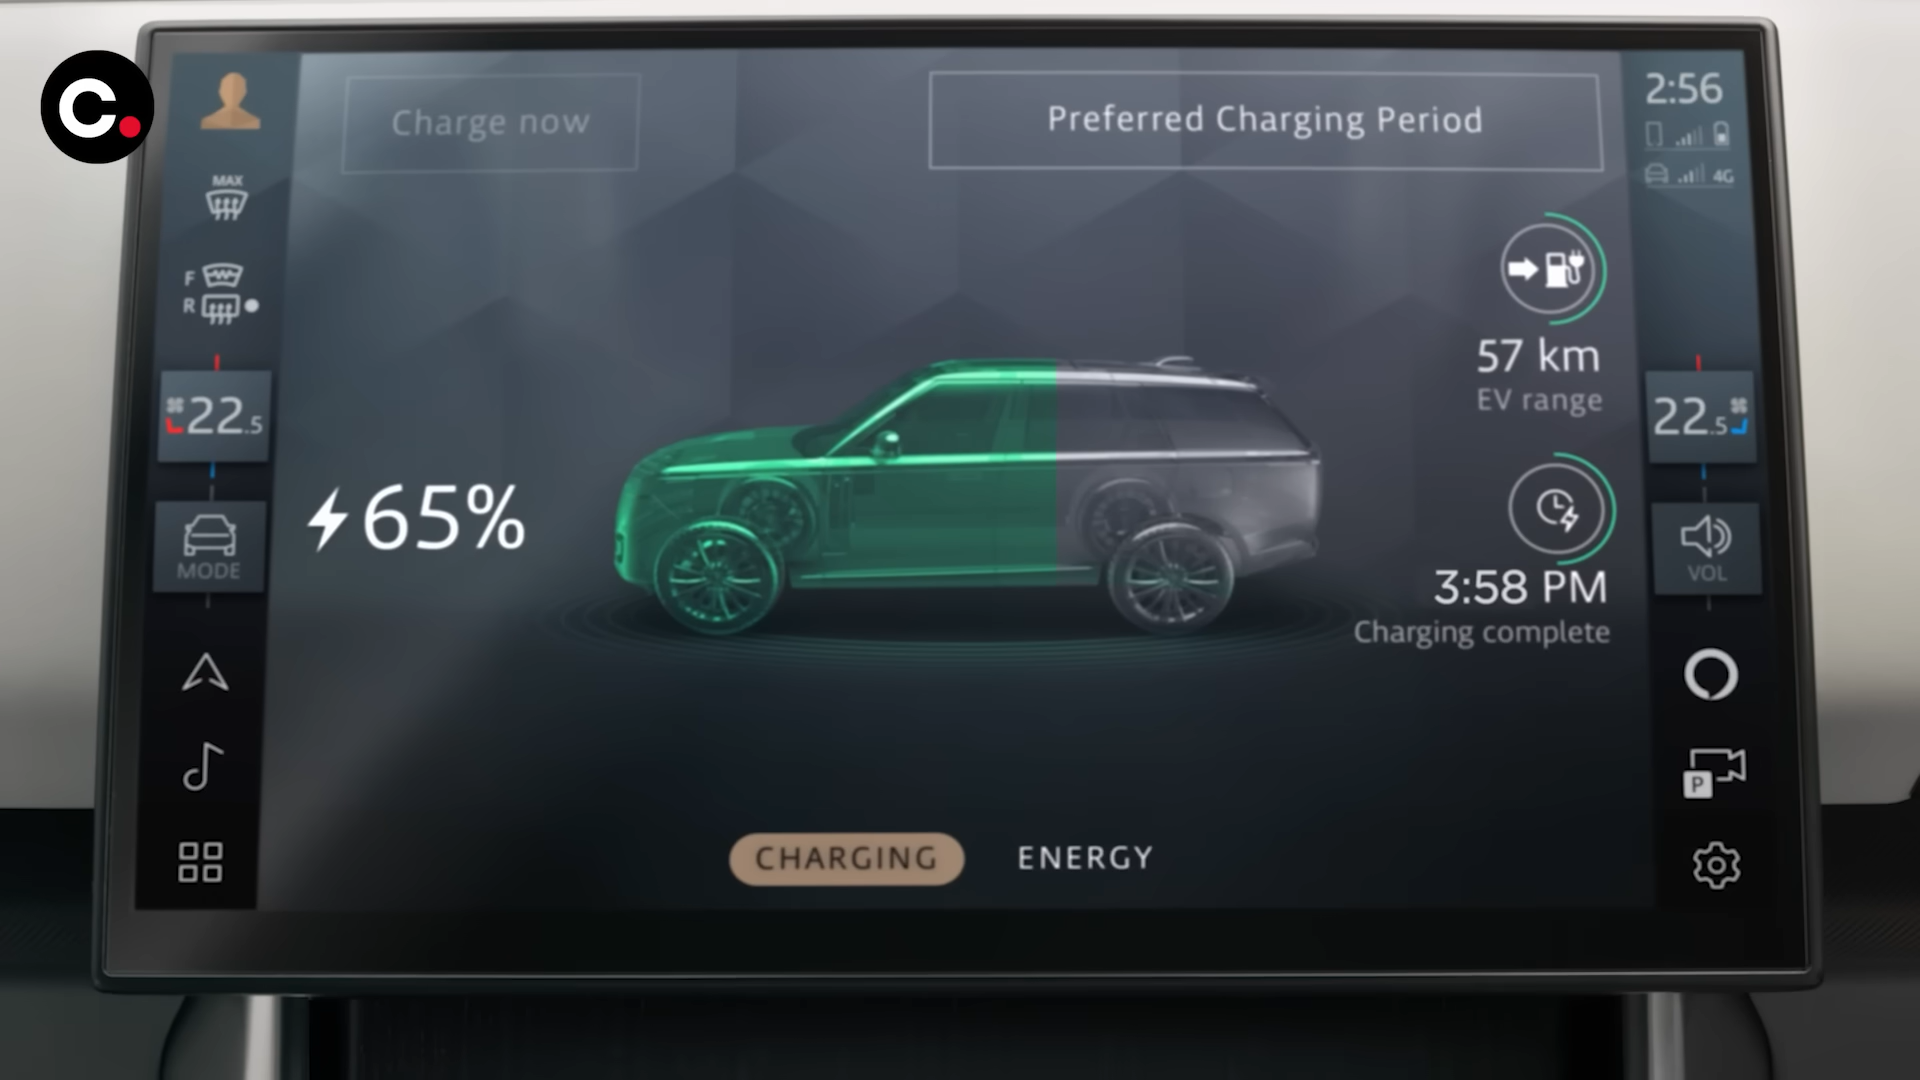 C.
Charge now
Preferred Charging Period
2:56
4G
MAX
F
R
57 km
EV range
22.5
22.5
65%
MODE
VOL
3:58 PM
Charging complete
P
CHARGING
ENERGY